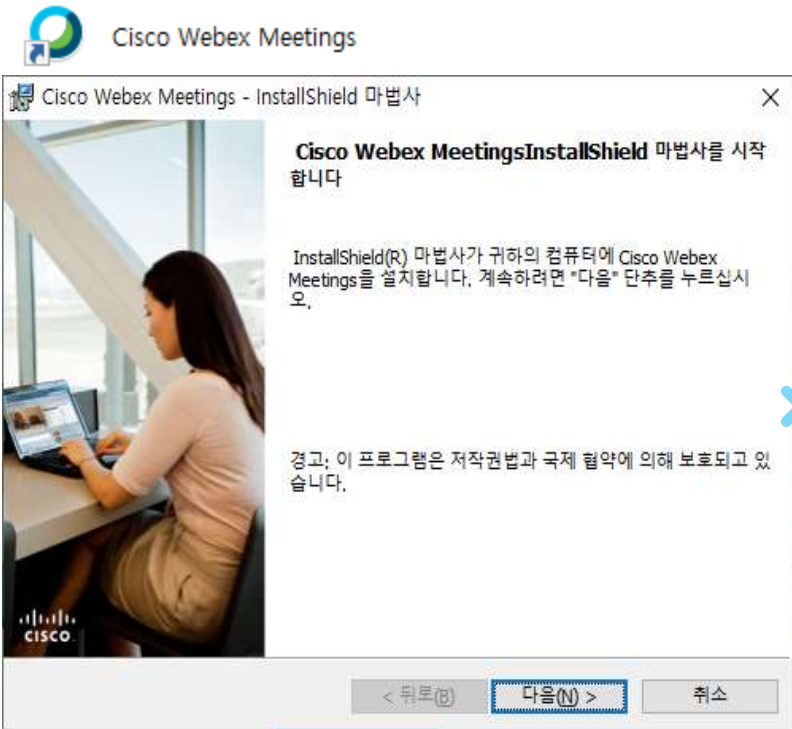 Cisco Webex Meetings
Cisco Webex Meetings - InstallShield 마법사
Cisco Webex MeetingsInstallShield 마법사를 시작
합니다
InstallShield(R) 마법사가 귀하의 컴퓨터에 Cisco Webex
Meetings을 설치합니다. 계속하려면 "다음" 단추를 누르십시
오.
경고: 이 프로그램은 저작권법과 국제 협약에 의해 보호되고 있
습니다.
CISCO
< 뒤로(B)
다음(N) >
취소